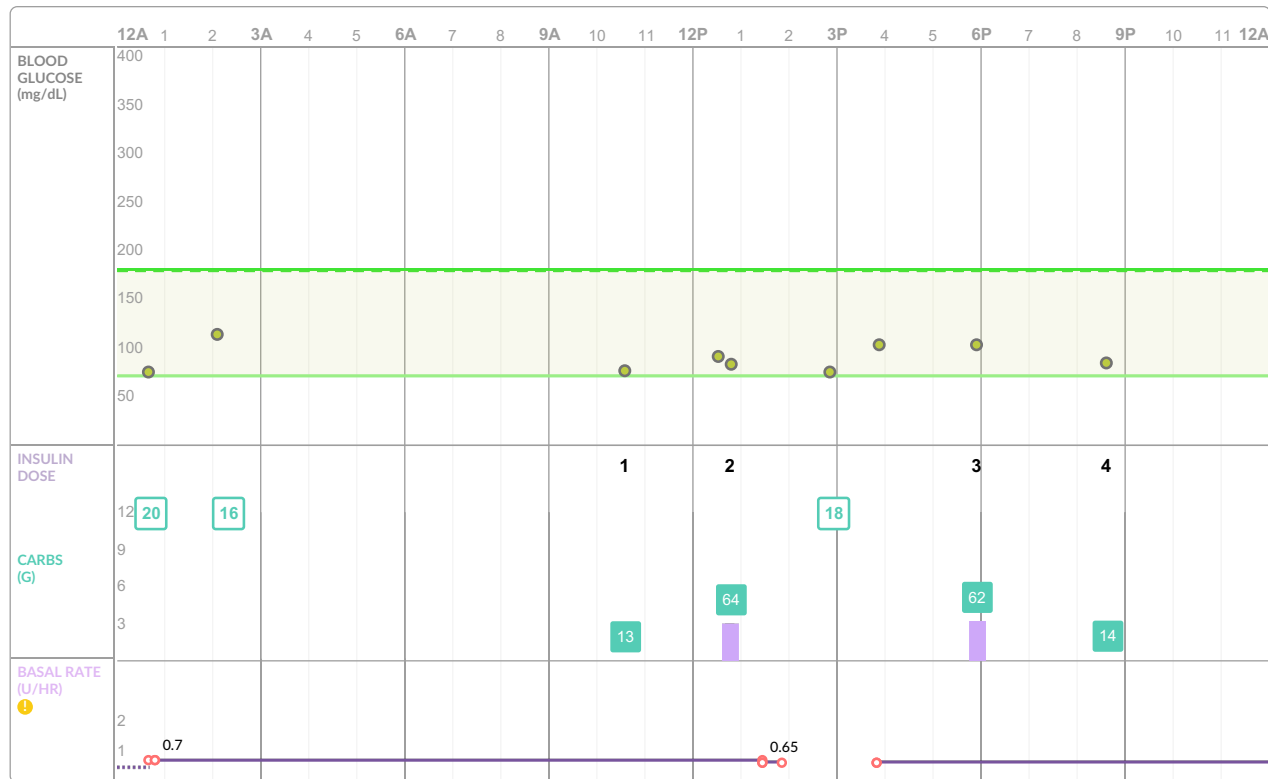 12A 1 2 3A 4 5 6A 7 8 9A 10 11 12P 1 2 3P 4 5 6P 7 8 9P 10 11 12A
BLOOD
GLUCOSE
(mg/dL)
400
350
300
250
200
150
100
50
INSULIN
DOSE
1 2 3 4
12 20 16 18
CARBS
(G)
9
6
64 62
3
13 14
BASAL RATE
(U/HR)
!
2
1
0.7 0.65